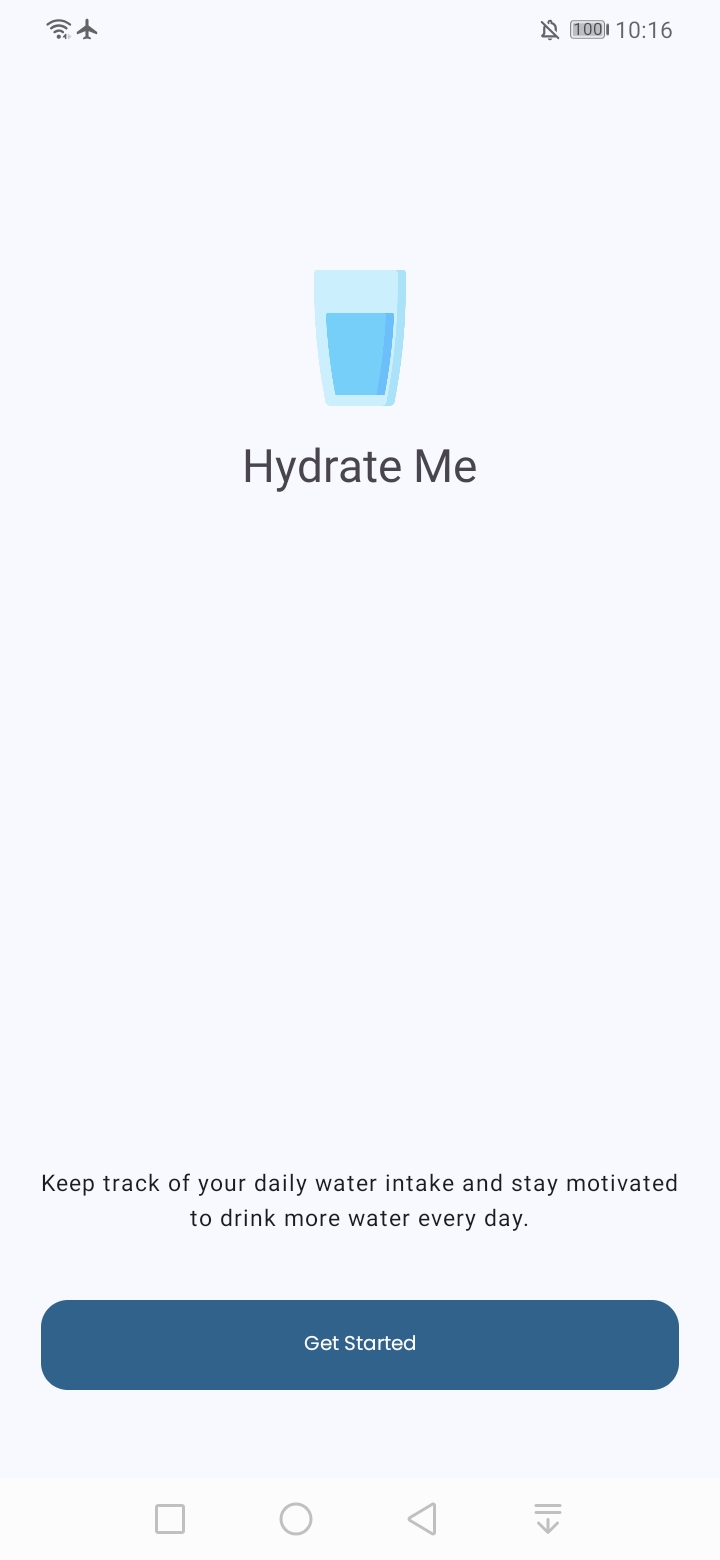 100 10:16
Hydrate Me
Keep track of your daily water intake and stay motivated
to drink more water every day.
Get Started